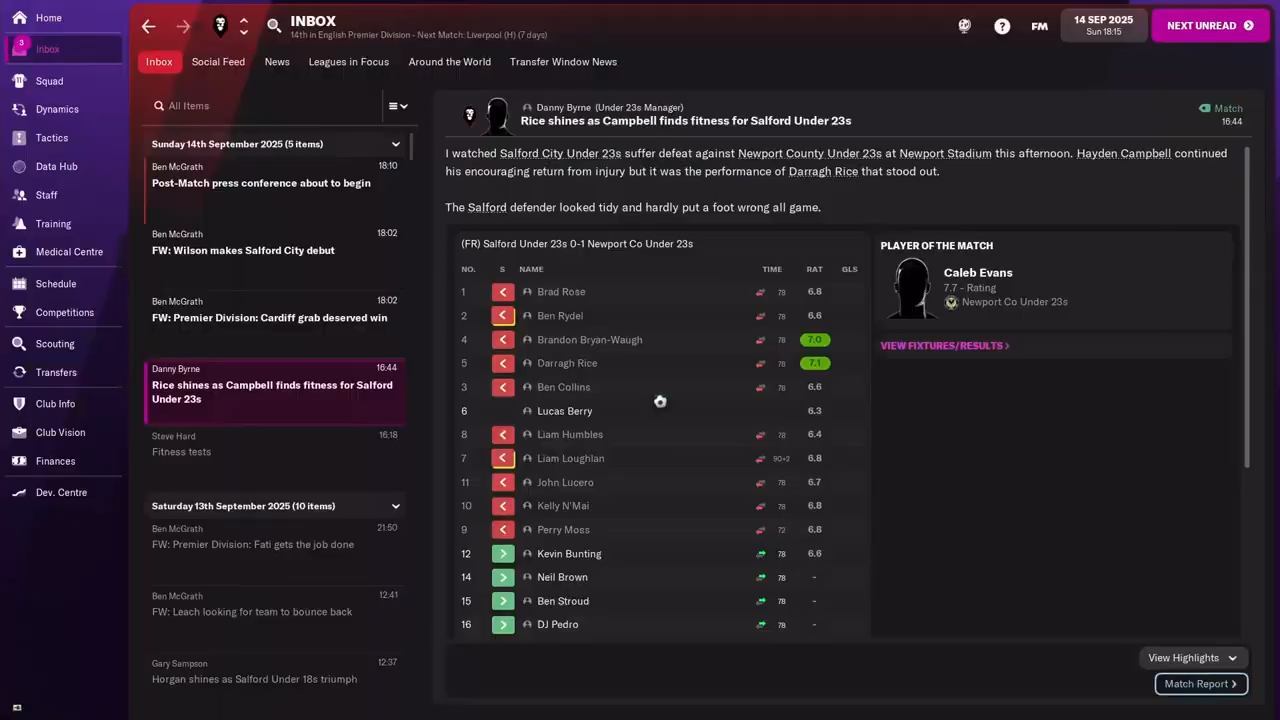 Home
3
Inbox
Squad
Dynamics
Tactics
Data Hub
Staff
Training
Medical Centre
Schedule
Competitions
Scouting
Transfers
Club Info
Club Vision
Finances
Dev. Centre
INBOX
14th in English Premier Division - Next Match: Liverpool (H) (7 days)
FM
14 SEP 2025
Sun 18:15
NEXT UNREAD
Inbox
Social Feed
News
Leagues in Focus
Around the World
Transfer Window News
All Items
Sunday 14th September 2025 (5 items)
Ben McGrath 18:10
Post-Match press conference about to begin
Ben McGrath 18:02
FW: Wilson makes Salford City debut
Ben McGrath 18:02
FW: Premier Division: Cardiff grab deserved win
Danny Byrne 16:44
Rice shines as Campbell finds fitness for Salford
Under 23s
Steve Hard 16:18
Fitness tests
Saturday 13th September 2025 (10 items)
Ben McGrath 21:50
FW: Premier Division: Fati gets the job done
Ben McGrath 12:41
FW: Leach looking for team to bounce back
Gary Sampson 12:37
Horgan shines as Salford Under 18s triumph
Danny Byrne (Under 23s Manager)
Rice shines as Campbell finds fitness for Salford Under 23s
Match
16:44
I watched Salford City Under 23s suffer defeat against Newport County Under 23s at Newport Stadium this afternoon. Hayden Campbell continued
his encouraging return from injury but it was the performance of Darragh Rice that stood out.
The Salford defender looked tidy and hardly put a foot wrong all game.
(FR) Salford Under 23s 0-1 Newport Co Under 23s
NO. S NAME TIME RAT GLS
1 Brad Rose 78 6.8
2 Ben Rydel 78 6.6
4 Brandon Bryan-Waugh 78 7.0
5 Darragh Rice 78 7.1
3 Ben Collins 78 6.6
6 Lucas Berry 6.3
8 Liam Humbles 78 6.4
7 Liam Loughlan 90+2 6.8
11 John Lucero 78 6.7
10 Kelly N'Mai 78 6.8
9 Perry Moss 72 6.8
12 Kevin Bunting 78 6.6
14 Neil Brown 78 -
15 Ben Stroud 78 -
16 DJ Pedro 78 -
PLAYER OF THE MATCH
Caleb Evans
7.7 - Rating
Newport Co Under 23s
VIEW FIXTURES/RESULTS >
View Highlights
Match Report >